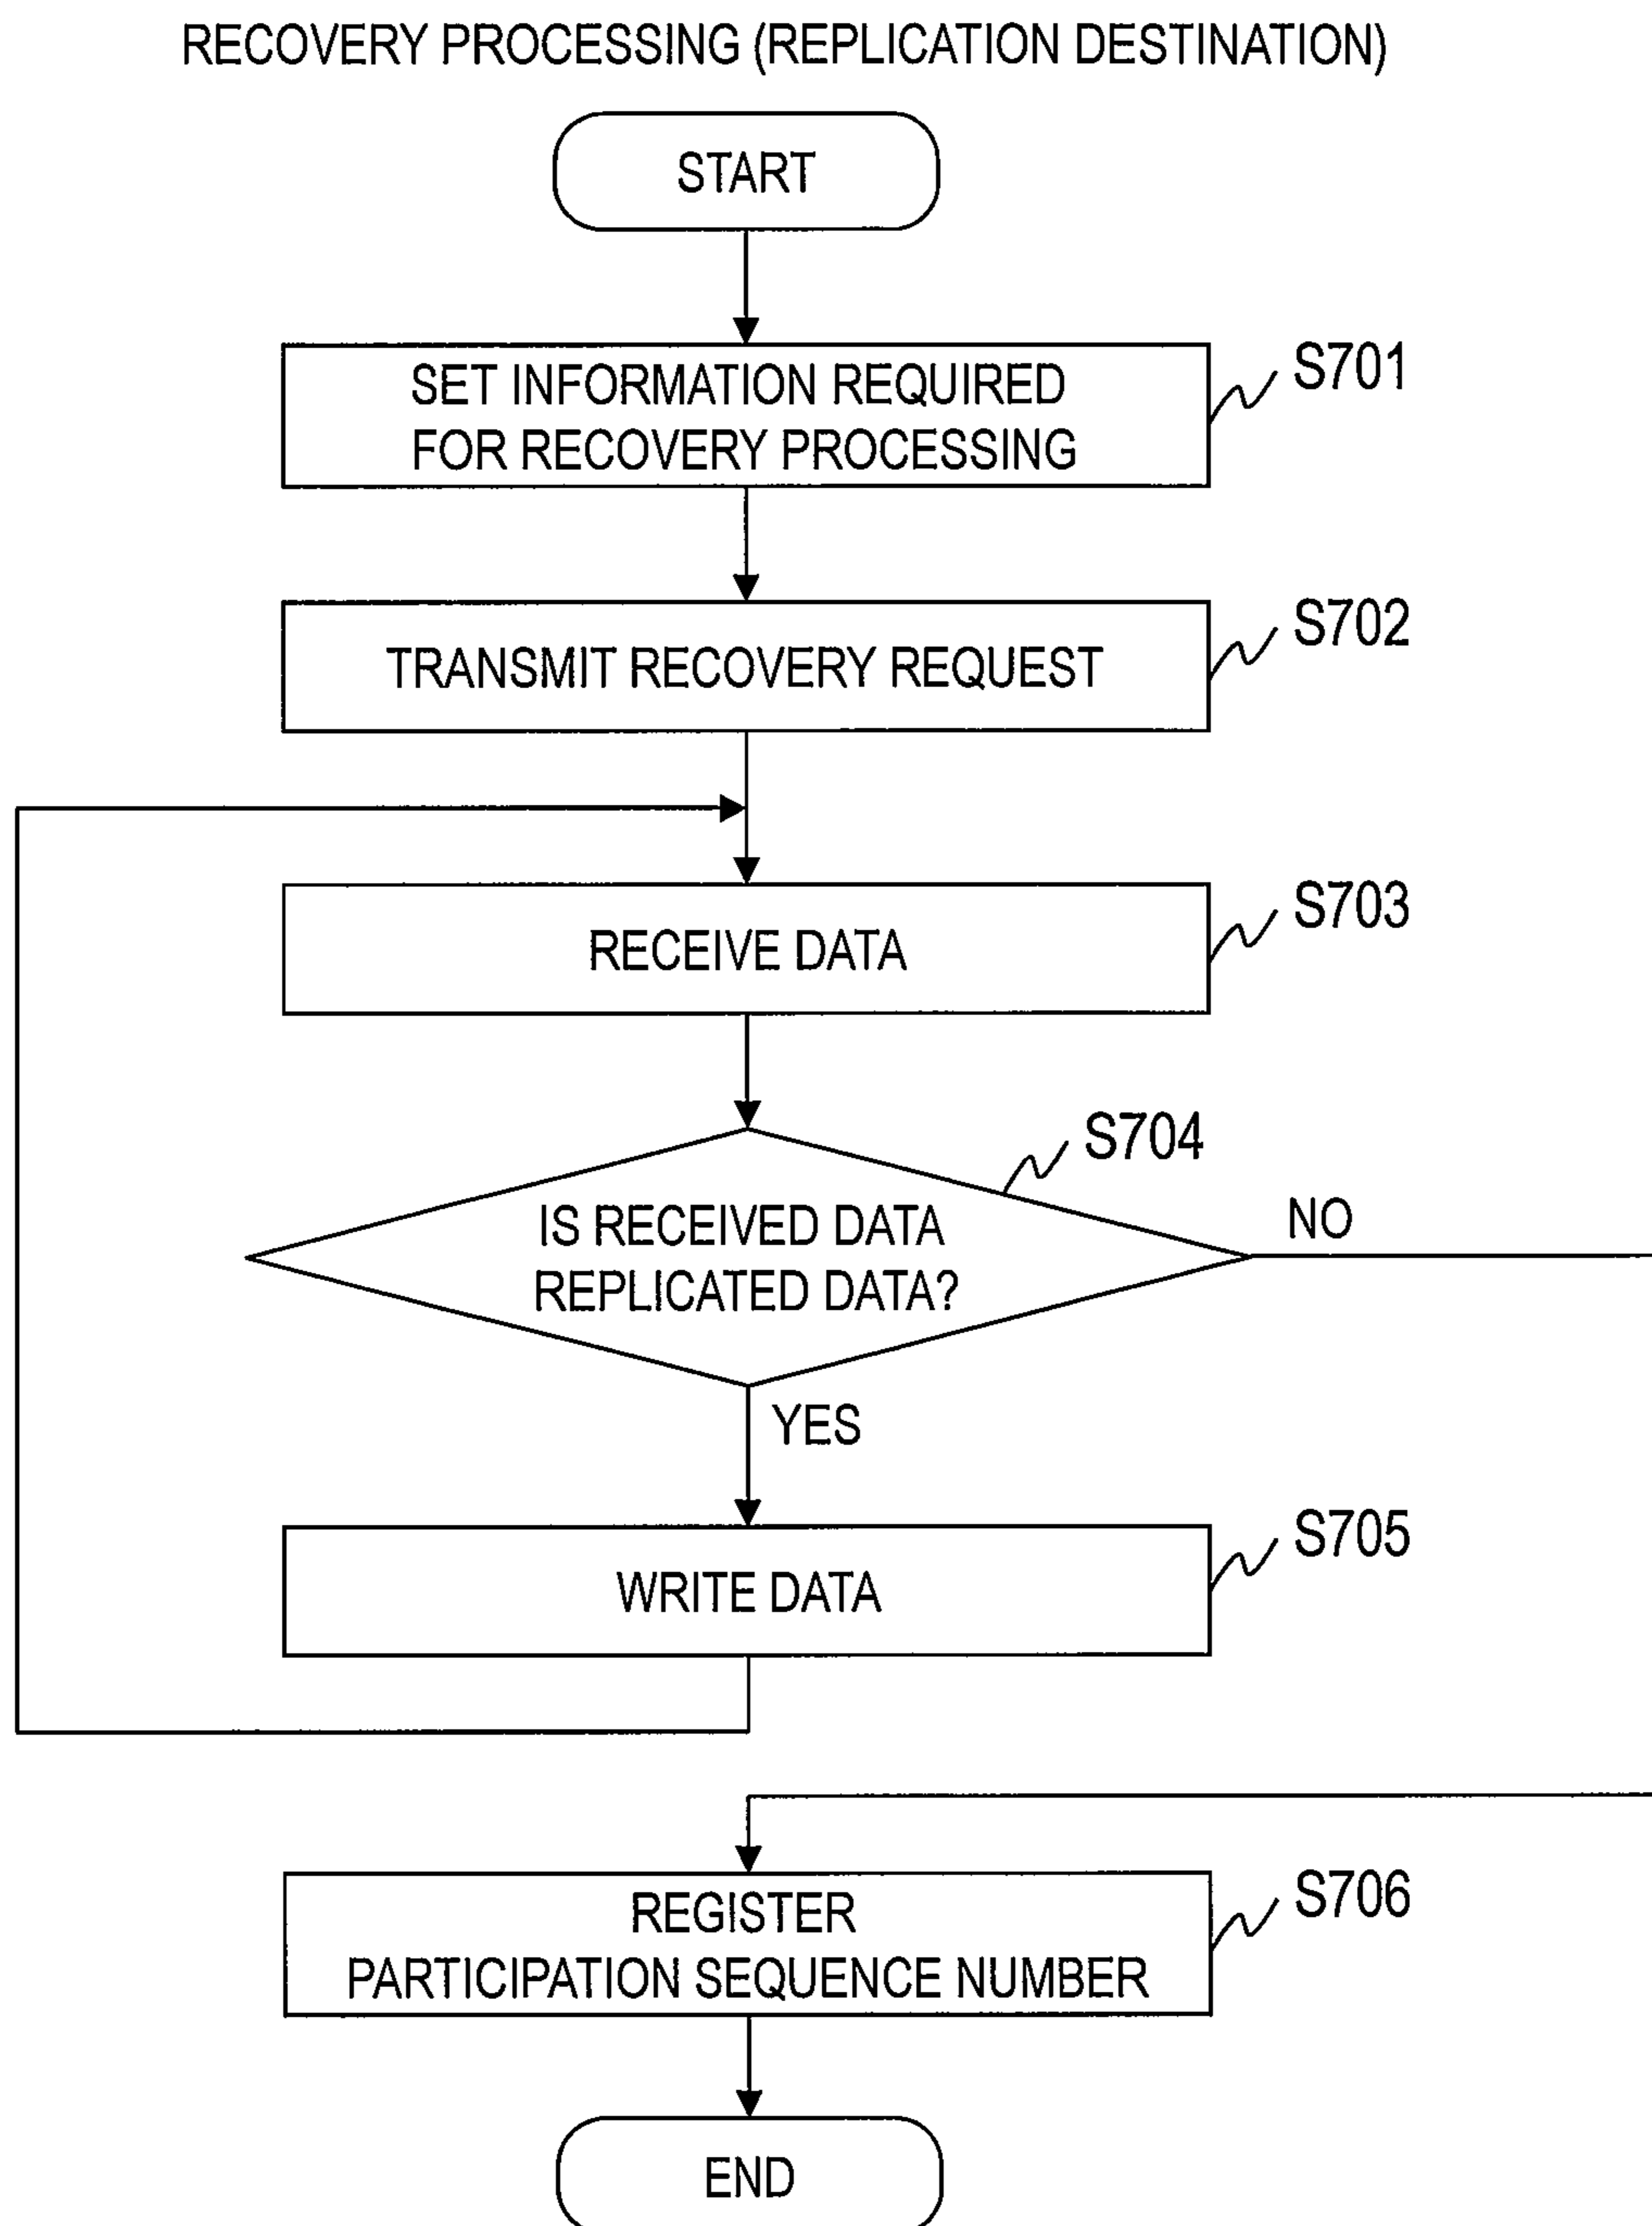 RECOVERY PROCESSING (REPLICATION DESTINATION)
START
SET INFORMATION REQUIRED
FOR RECOVERY PROCESSING
S701
TRANSMIT RECOVERY REQUEST
S702
RECEIVE DATA
S703
S704
IS RECEIVED DATA
REPLICATED DATA?
NO
YES
WRITE DATA
S705
REGISTER
PARTICIPATION SEQUENCE NUMBER
S706
END